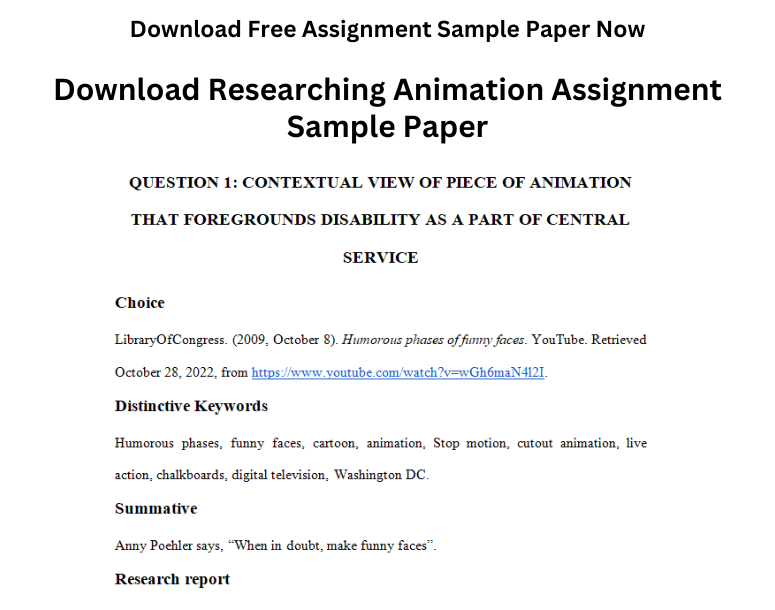 Download Free Assignment Sample Paper Now
Download Researching Animation Assignment
Sample Paper
QUESTION 1: CONTEXTUAL VIEW OF PIECE OF ANIMATION
THAT FOREGROUNDS DISABILITY AS A PART OF CENTRAL
SERVICE
Choice
LibraryOfCongress. (2009, October 8). Humorous phases of funny faces. YouTube. Retrieved
October 28, 2022, from https://www.youtube.com/watch?v=wGh6maN4l2I.
Distinctive Keywords
Humorous phases, funny faces, cartoon, animation, Stop motion, cutout animation, live
action, chalkboards, digital television, Washington DC.
Summative
Anny Poehler says, “When in doubt, make funny faces”.
Research report